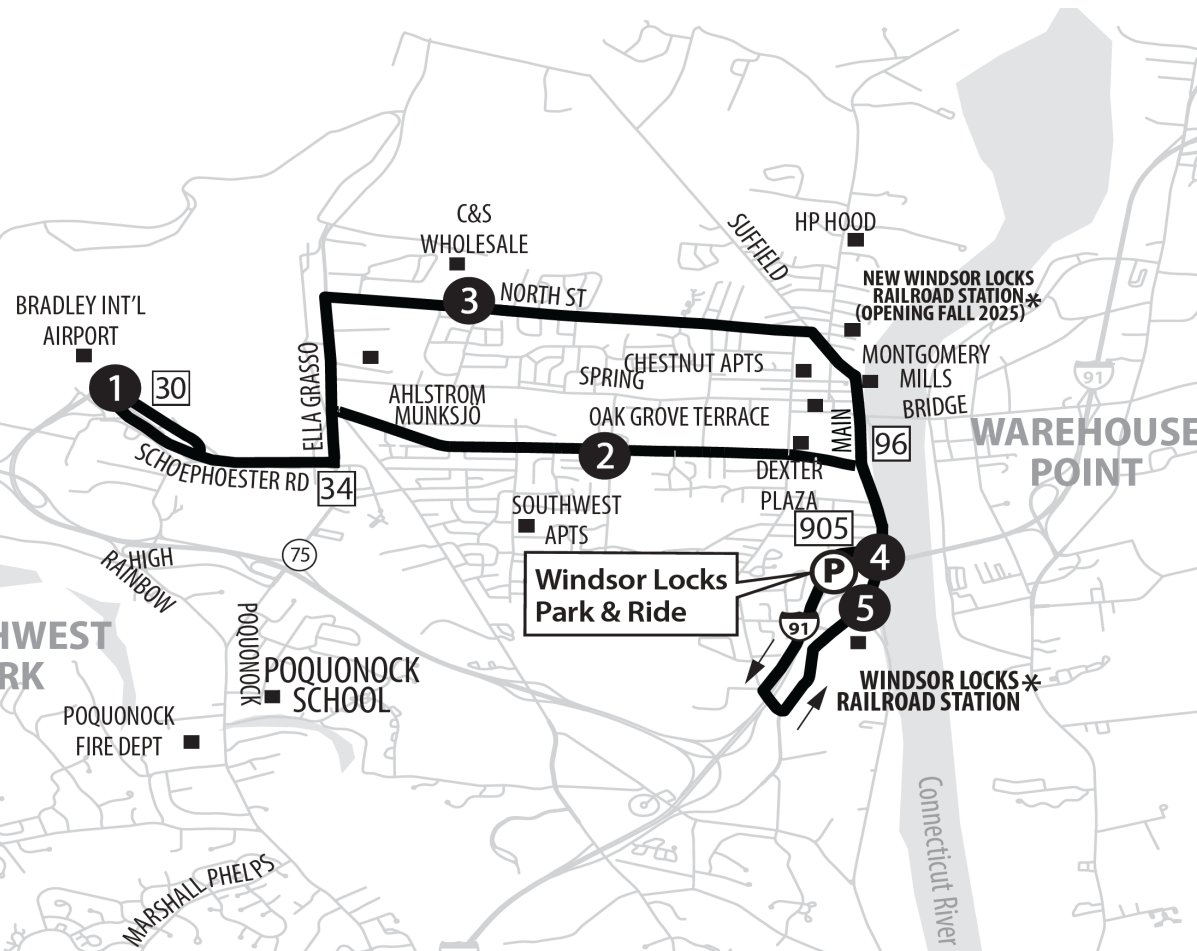 C&S
WHOLESALE
SUFFIELD
HP HOOD
NEW WINDSOR LOCKS
RAILROAD STATION*
(OPENING FALL 2025)
BRADLEY INT'L
AIRPORT
3
NORTH ST
1
30
ELLA GRASSO
CHESTNUT APTS
SPRING
MONTGOMERY
MILLS
BRIDGE
91
AHLSTROM
MUNKSJÖ
OAK GROVE TERRACE
MAIN
96
WAREHOUSE
POINT
SCHOEPHOESTER RD
34
2
DEXTER
PLAZA
SOUTHWEST
APTS
905
75
HIGH
RAINBOW
Windsor Locks
Park & Ride
P
4
5
91
HWEST
RK
POQUONOCK
POQUONOCK
SCHOOL
WINDSOR LOCKS*
RAILROAD STATION
POQUONOCK
FIRE DEPT
Connecticut River
MARSHALL PHELPS